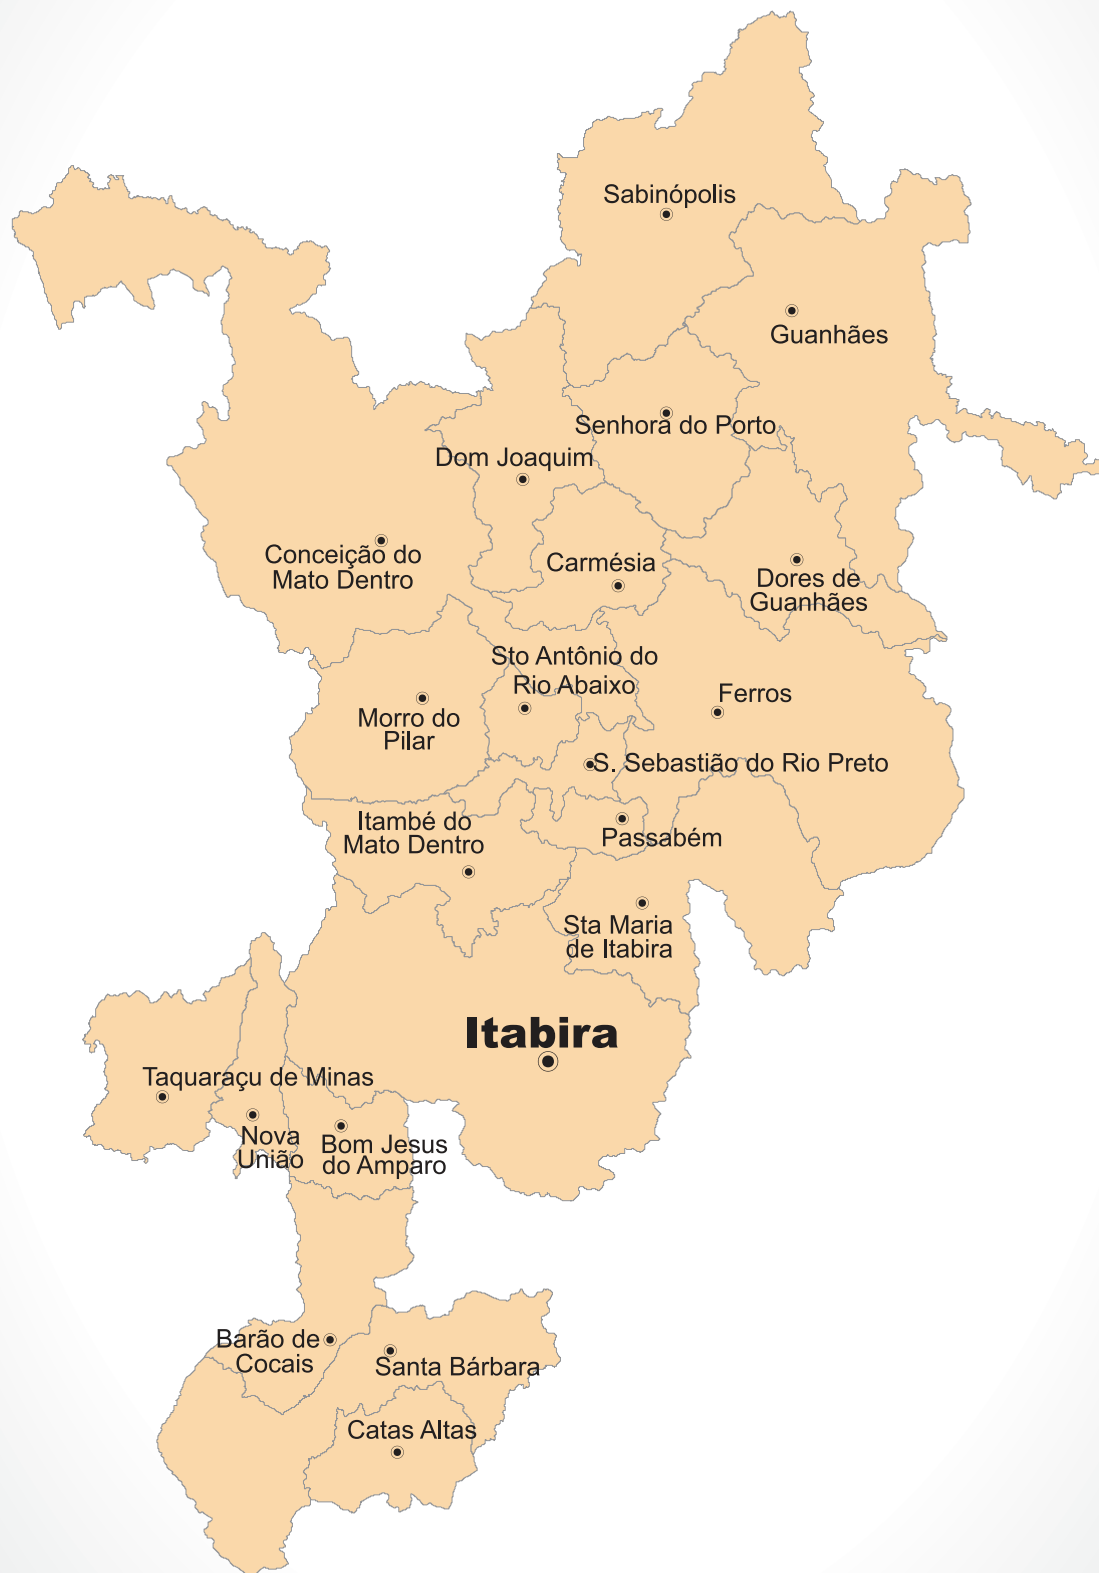 Sabinópolis
Guanhães
Senhora do Porto
Dom Joaquim
Conceição do
Mato Dentro
Carmésia
Dores de
Guanhães
Sto Antônio do
Rio Abaixo
Ferros
Morro do
Pilar
S. Sebastião do Rio Preto
Itambé do
Mato Dentro
Passabém
Sta Maria
de Itabira
Itabira
Taquaraçu de Minas
Nova
União
Bom Jesus
do Amparo
Barão de
Cocais
Santa Bárbara
Catas Altas